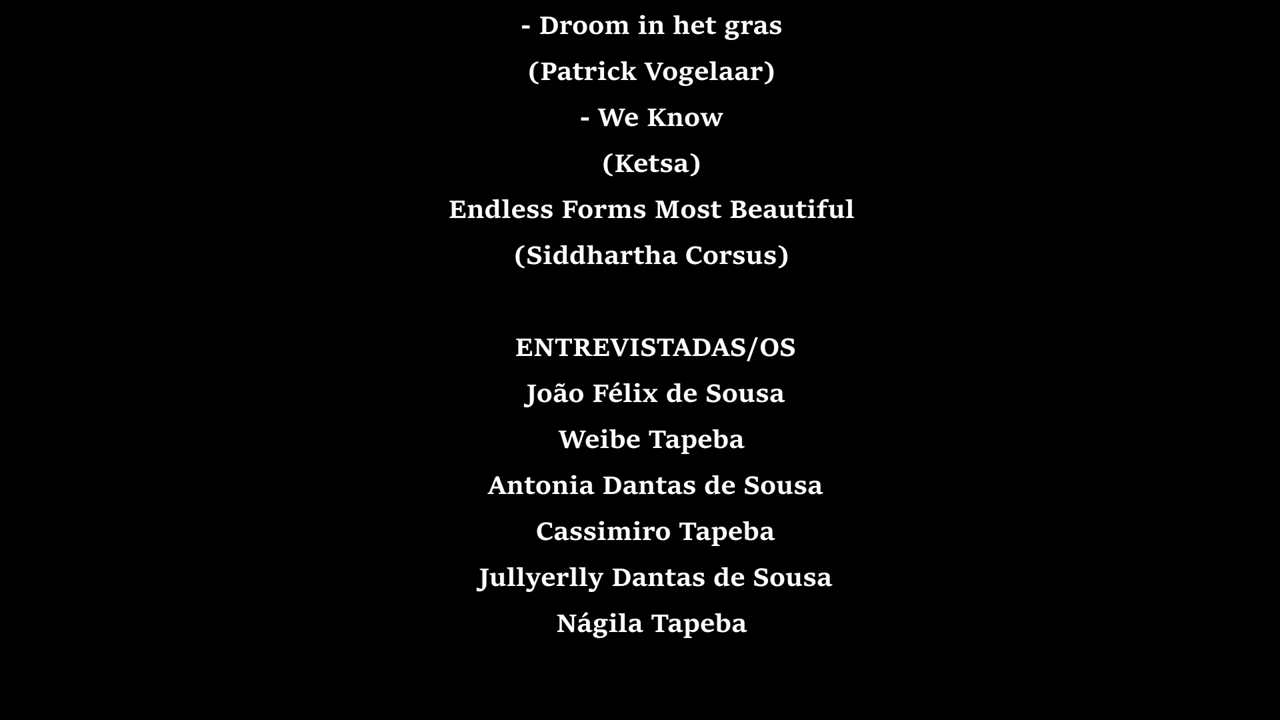 - Droom in het gras
(Patrick Vogelaar)
- We Know
(Ketsa)
Endless Forms Most Beautiful
(Siddhartha Corsus)
ENTREVISTADAS/OS
João Félix de Sousa
Weibe Tapeba
Antonia Dantas de Sousa
Cassimiro Tapeba
Jullyerlly Dantas de Sousa
Nágila Tapeba